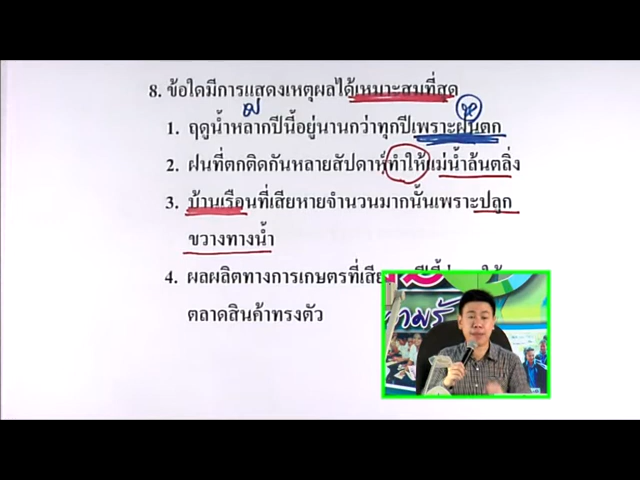 8. ข้อใดมีการแสดงเหตุผลได้เหมาะสมที่สุด
1. ฤดูน้ำหลากปีนี้อยู่นานกว่าทุกปีเพราะฝนตก
2. ฝนที่ตกติดกันหลายสัปดาห์ทำให้แม่น้ำล้นตลิ่ง
3. บ้านเรือนที่เสียหายจำนวนมากนั้นเพราะปลูก
ขวางทางน้ำ
4. ผลผลิตทางการเกษตรที่เสีย
ตลาดสินค้าทรงตัว